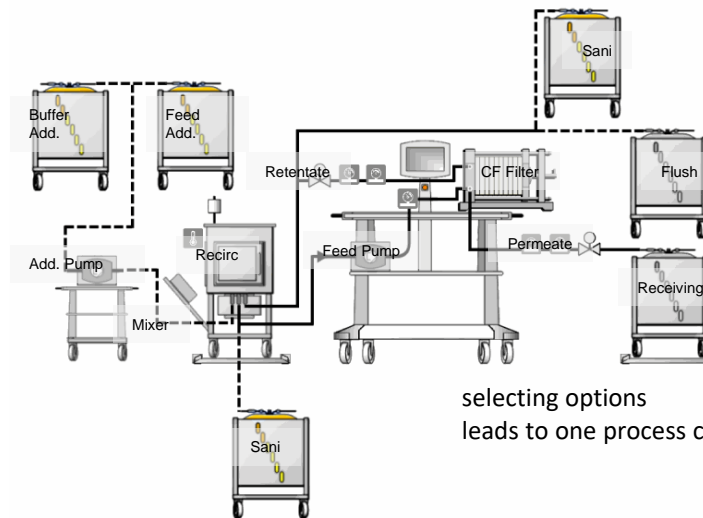 Sani
Buffer
Add.
Feed
Add.
Retentate
CF Filter
Flush
Add. Pump
Recirc
Feed Pump
Permeate
Receiving
Mixer
selecting options
leads to one process c
Sani